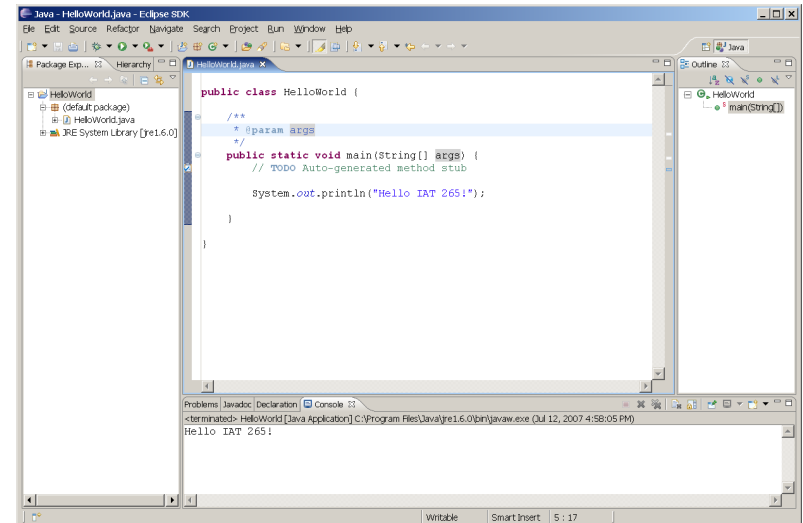 Java - HelloWorld.java - Eclipse SDK
File Edit Source Refactor Navigate Search Project Run Window Help
Java
Package Exp... Hierarchy
HelloWorld
(default package)
HelloWorld.java
JRE System Library [jre1.6.0]
HelloWorld.java
public class HelloWorld {
/**
* @param args
*/
public static void main(String[] args) {
// TODO Auto-generated method stub
System.out.println("Hello IAT 265!");
}
}
Outline
HelloWorld
main(String[])
Problems Javadoc Declaration Console
<terminated> HelloWorld [Java Application] C:\Program Files\Java\jre1.6.0\bin\javaw.exe (Jul 12, 2007 4:58:05 PM)
Hello IAT 265!
Writable Smart Insert 5 : 17